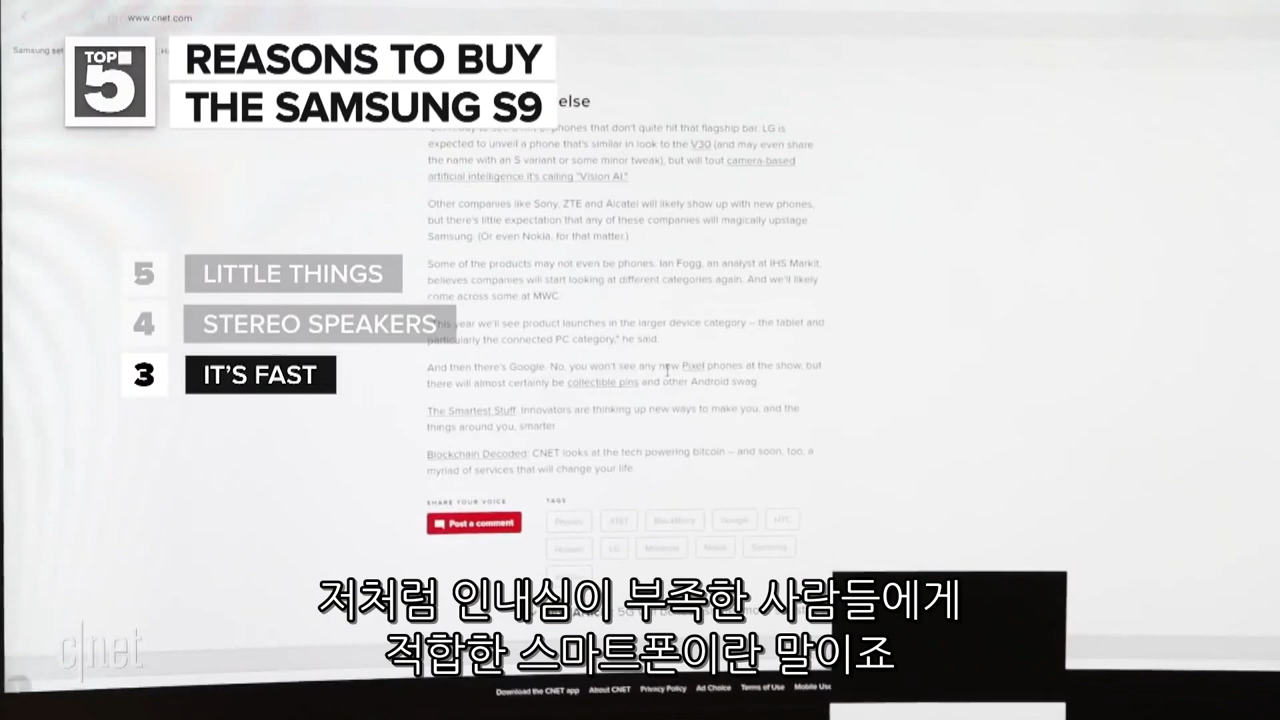 www.cnet.com
Samsung set
TOP
5
REASONS TO BUY
THE SAMSUNG S9
else
phones that don't quite hit that flagship bar. LG is
expected to unveil a phone that's similar in look to the V30 (and may even share
the name with an S variant or some minor tweak), but will tout camera-based
artificial intelligence it's calling "Vision AI."
Other companies like Sony, ZTE and Alcatel will likely show up with new phones,
but there's little expectation that any of these companies will magically upstage
Samsung. (Or even Nokia, for that matter.)
Some of the products may not even be phones. Ian Fogg, an analyst at IHS Markit,
believes companies will start looking at different categories again. And we'll likely
come across some at MWC.
5 LITTLE THINGS
4 STEREO SPEAKERS
3 IT'S FAST
year we'll see product launches in the larger device category – the tablet and
particularly the connected PC category," he said.
And then there's Google. No, you won't see any new Pixel phones at the show, but
there will almost certainly be collectible pins and other Android swag.
The Smartest Stuff: Innovators are thinking up new ways to make you, and the
things around you, smarter.
Blockchain Decoded: CNET looks at the tech powering bitcoin – and soon, too, a
myriad of services that will change your life.
SHARE YOUR VOICE
TAGS
Post a comment
Phones AT&T BlackBerry Google HTC
Huawei LG Motorola Nokia Samsung
저처럼 인내심이 부족한 사람들에게
적합한 스마트폰이란 말이죠
c|net
Download the CNET app About CNET Privacy Policy Ad Choice Terms of Use Mobile Use